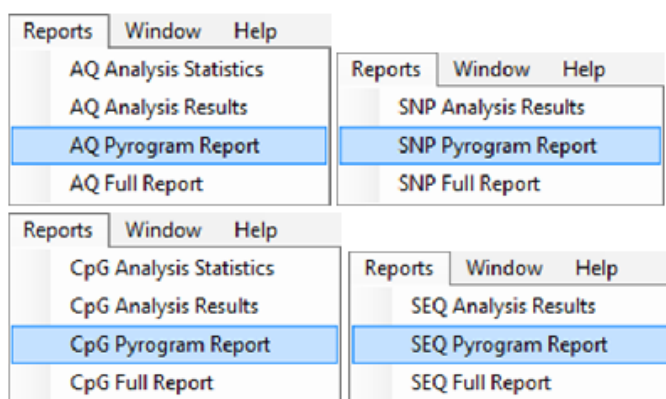 Reports Window Help
AQ Analysis Statistics
AQ Analysis Results
AQ Pyrogram Report
AQ Full Report
Reports Window Help
SNP Analysis Results
SNP Pyrogram Report
SNP Full Report
Reports Window Help
CpG Analysis Statistics
CpG Analysis Results
CpG Pyrogram Report
CpG Full Report
Reports Window Help
SEQ Analysis Results
SEQ Pyrogram Report
SEQ Full Report